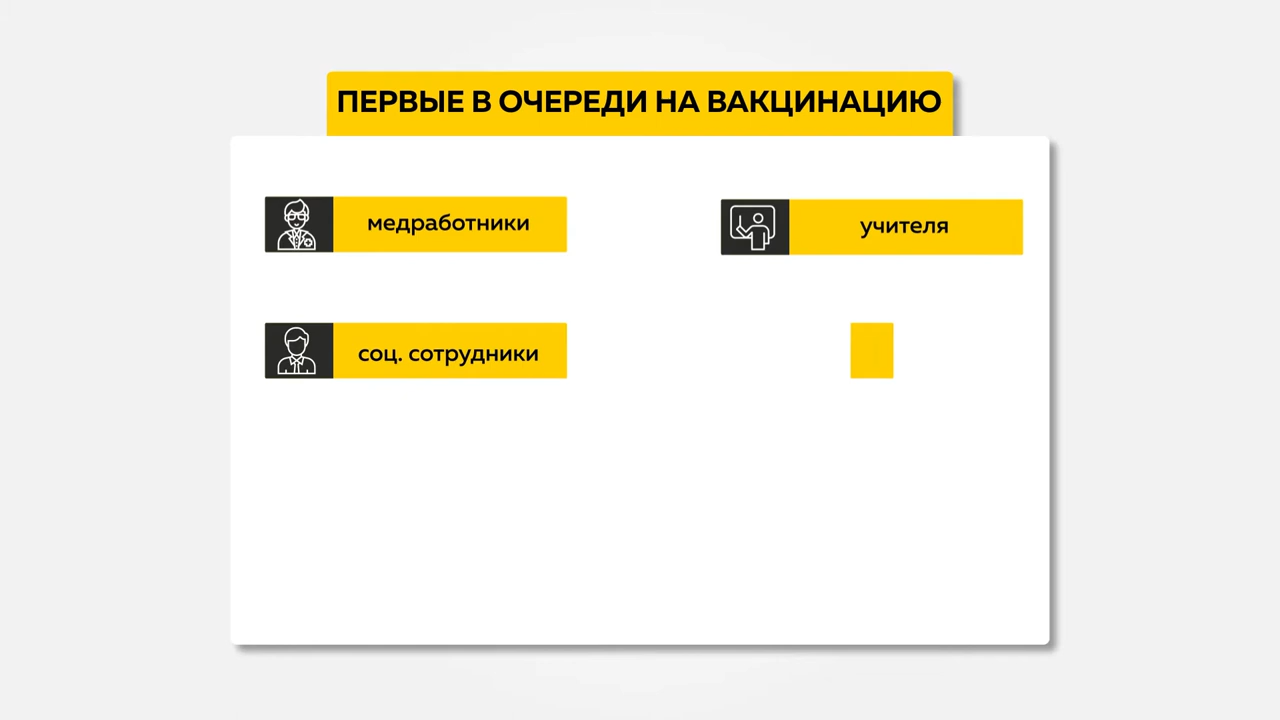 ПЕРВЫЕ В ОЧЕРЕДИ НА ВАКЦИНАЦИЮ
медработники
учителя
соц. сотрудники